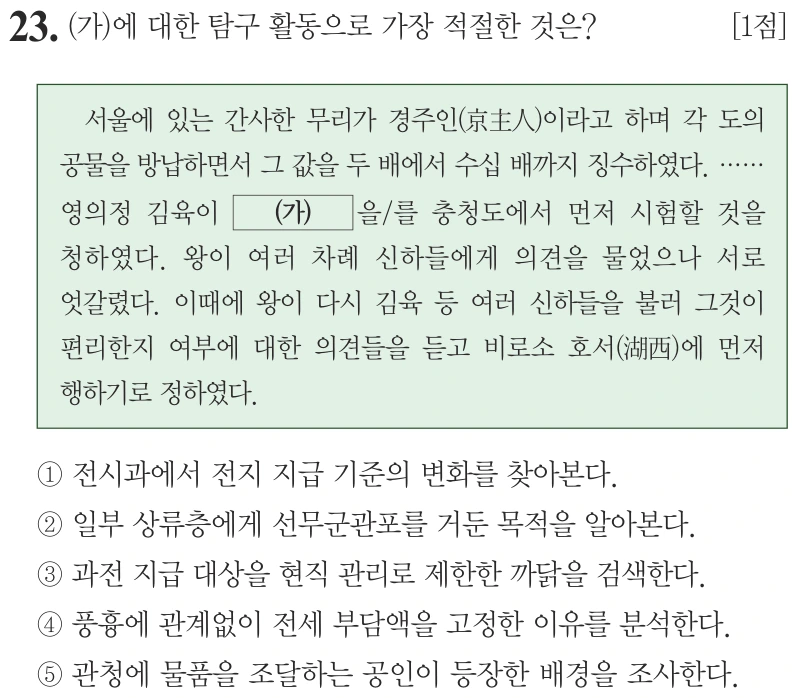 23. (가)에 대한 탐구 활동으로 가장 적절한 것은? [1점]
서울에 있는 간사한 무리가 경주인(京主人)이라고 하며 각 도의
공물을 방납하면서 그 값을 두 배에서 수십 배까지 징수하였다. ……
영의정 김육이 (가) 을/를 충청도에서 먼저 시험할 것을
청하였다. 왕이 여러 차례 신하들에게 의견을 물었으나 서로
엇갈렸다. 이때에 왕이 다시 김육 등 여러 신하들을 불러 그것이
편리한지 여부에 대한 의견들을 듣고 비로소 호서(湖西)에 먼저
행하기로 정하였다.
① 전시과에서 전지 지급 기준의 변화를 찾아본다.
② 일부 상류층에게 선무군관포를 거둔 목적을 알아본다.
③ 과전 지급 대상을 현직 관리로 제한한 까닭을 검색한다.
④ 풍흉에 관계없이 전세 부담액을 고정한 이유를 분석한다.
⑤ 관청에 물품을 조달하는 공인이 등장한 배경을 조사한다.